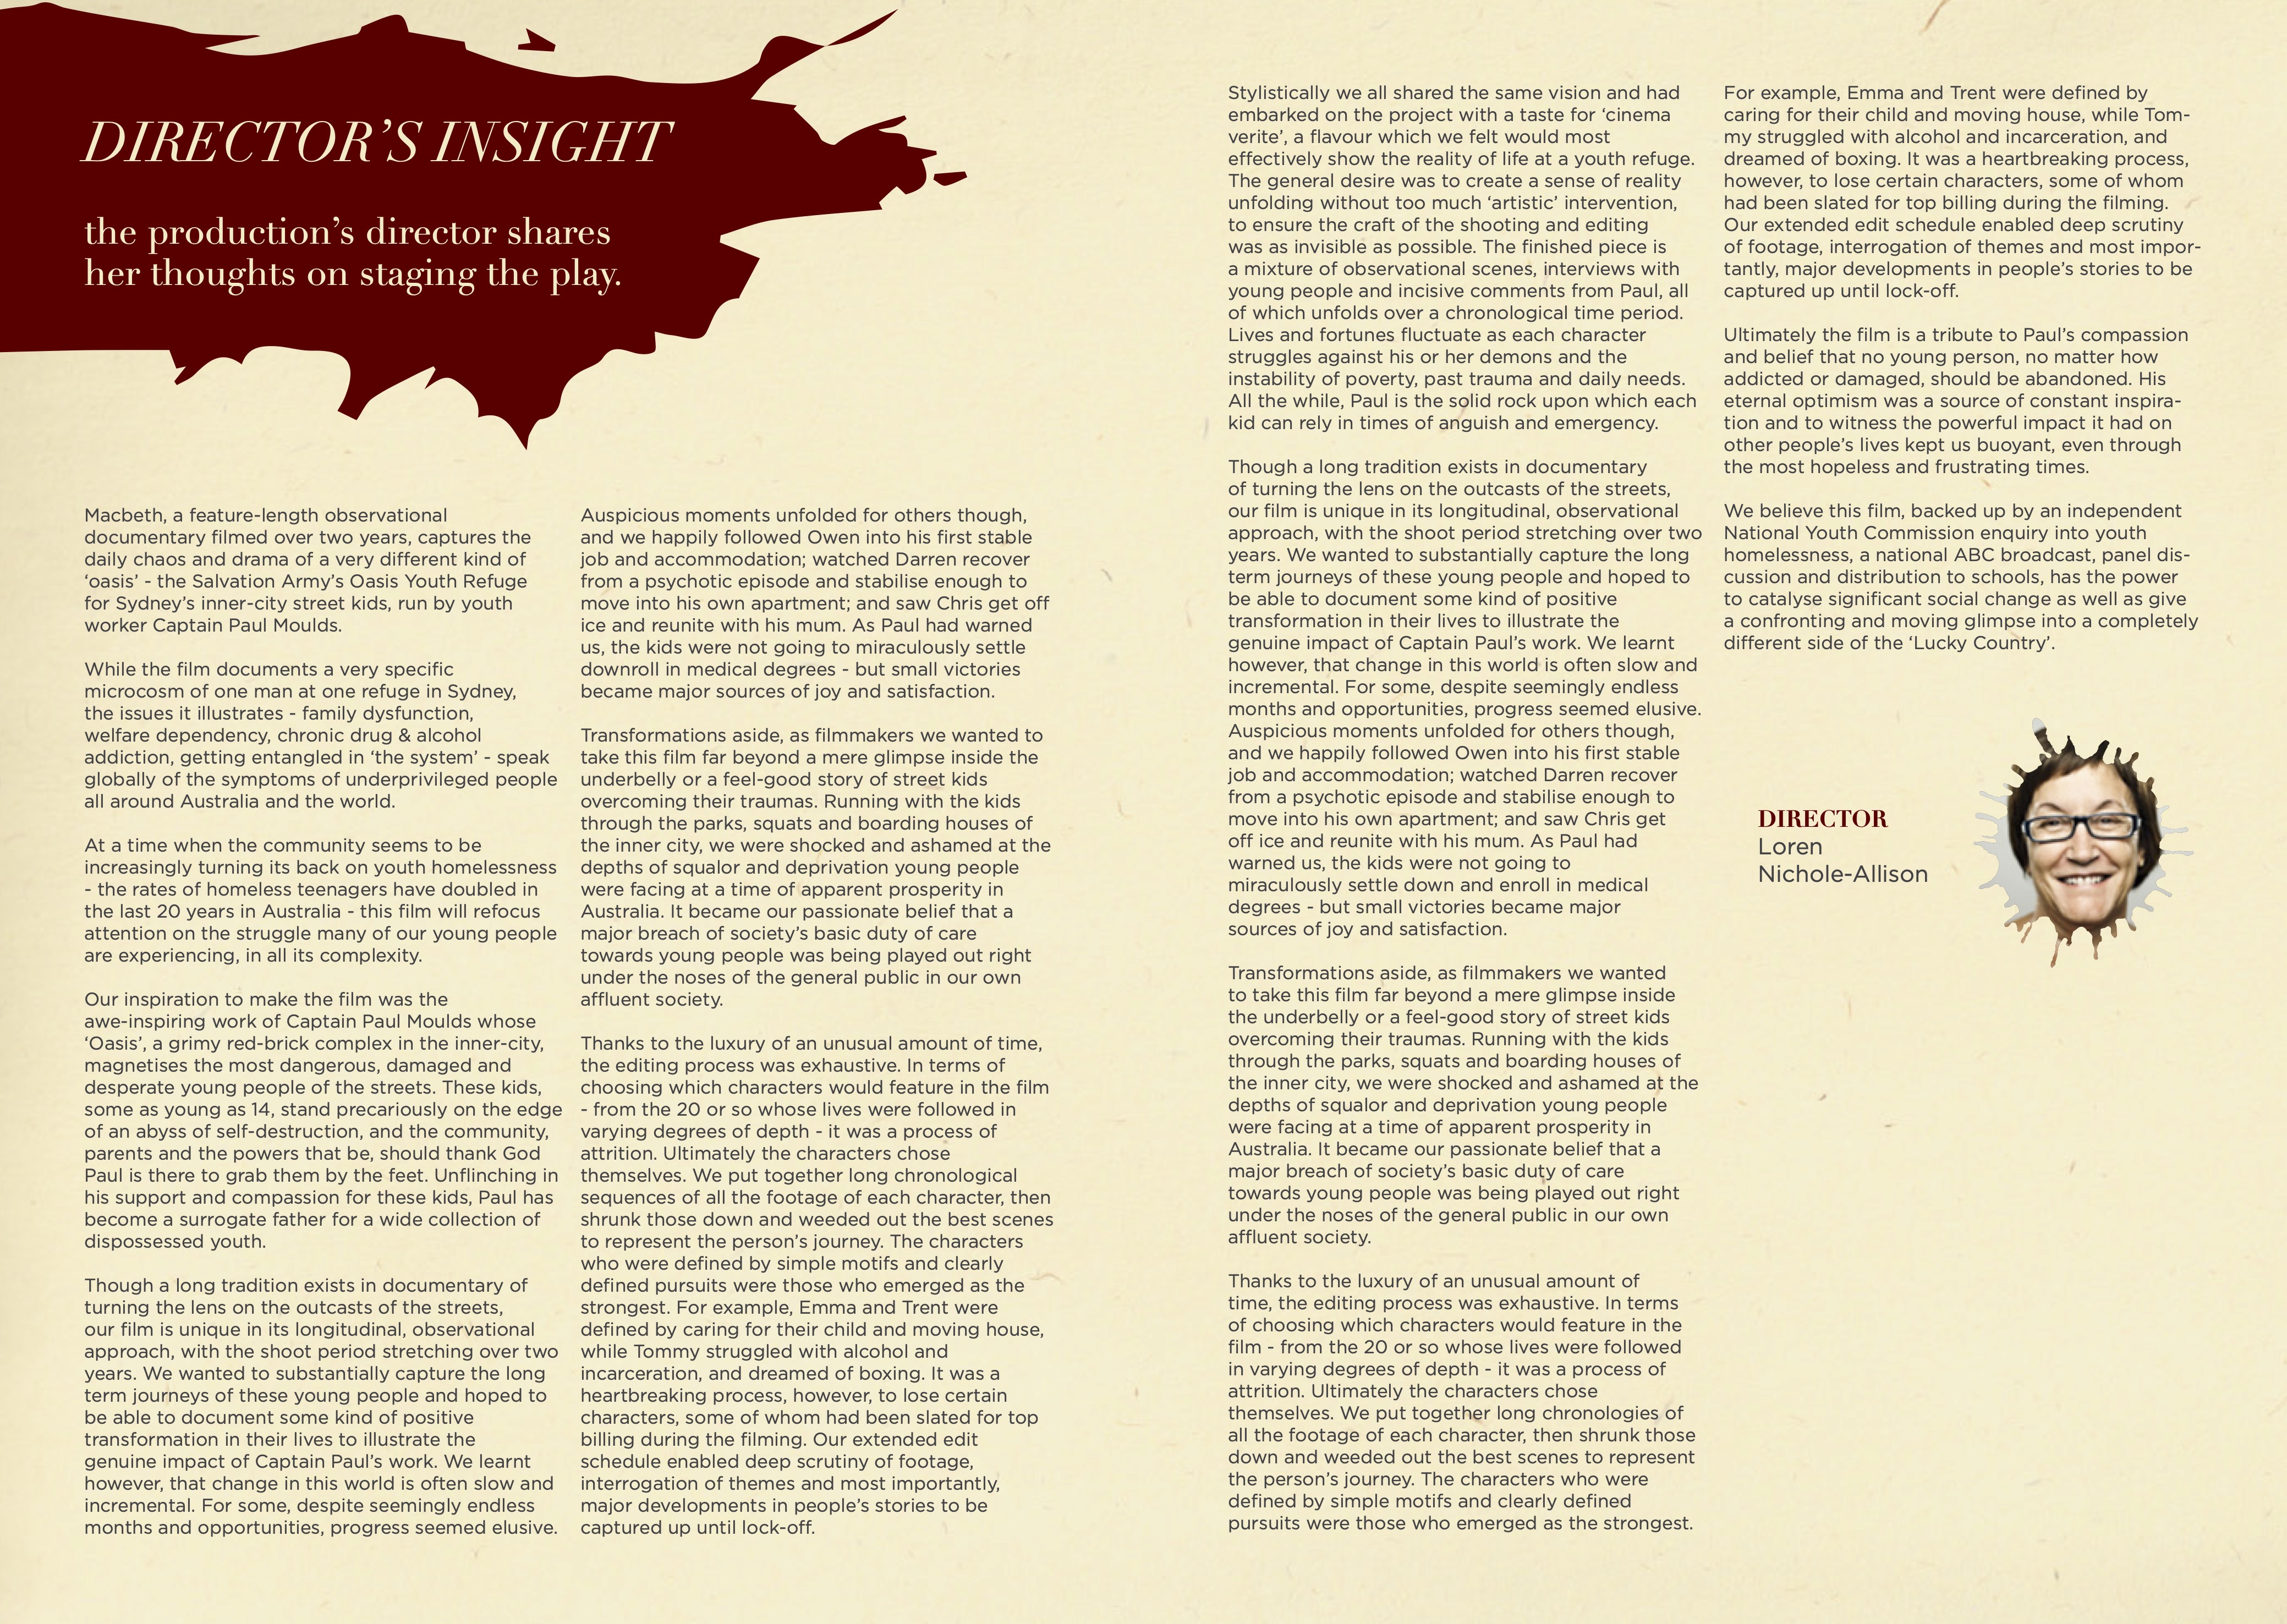 DIRECTOR’S INSIGHT
the production’s director shares
her thoughts on staging the play.
Macbeth, a feature-length observational
documentary filmed over two years, captures the
daily chaos and drama of a very different kind of
‘oasis’ - the Salvation Army’s Oasis Youth Refuge
for Sydney’s inner-city street kids, run by youth
worker Captain Paul Moulds.
While the film documents a very specific
microcosm of one man at one refuge in Sydney,
the issues it illustrates - family dysfunction,
welfare dependency, chronic drug & alcohol
addiction, getting entangled in ‘the system’ - speak
globally of the symptoms of underprivileged people
all around Australia and the world.
At a time when the community seems to be
increasingly turning its back on youth homelessness
- the rates of homeless teenagers have doubled in
the last 20 years in Australia - this film will refocus
attention on the struggle many of our young people
are experiencing, in all its complexity.
Our inspiration to make the film was the
awe-inspiring work of Captain Paul Moulds whose
‘Oasis’, a grimy red-brick complex in the inner-city,
magnetises the most dangerous, damaged and
desperate young people of the streets. These kids,
some as young as 14, stand precariously on the edge
of an abyss of self-destruction, and the community,
parents and the powers that be, should thank God
Paul is there to grab them by the feet. Unflinching in
his support and compassion for these kids, Paul has
become a surrogate father for a wide collection of
dispossessed youth.
Though a long tradition exists in documentary of
turning the lens on the outcasts of the streets,
our film is unique in its longitudinal, observational
approach, with the shoot period stretching over two
years. We wanted to substantially capture the long
term journeys of these young people and hoped to
be able to document some kind of positive
transformation in their lives to illustrate the
genuine impact of Captain Paul’s work. We learnt
however, that change in this world is often slow and
incremental. For some, despite seemingly endless
months and opportunities, progress seemed elusive.
Auspicious moments unfolded for others though,
and we happily followed Owen into his first stable
job and accommodation; watched Darren recover
from a psychotic episode and stabilise enough to
move into his own apartment; and saw Chris get off
ice and reunite with his mum. As Paul had warned
us, the kids were not going to miraculously settle
downroll in medical degrees - but small victories
became major sources of joy and satisfaction.
Transformations aside, as filmmakers we wanted to
take this film far beyond a mere glimpse inside the
underbelly or a feel-good story of street kids
overcoming their traumas. Running with the kids
through the parks, squats and boarding houses of
the inner city, we were shocked and ashamed at the
depths of squalor and deprivation young people
were facing at a time of apparent prosperity in
Australia. It became our passionate belief that a
major breach of society’s basic duty of care
towards young people was being played out right
under the noses of the general public in our own
affluent society.
Thanks to the luxury of an unusual amount of time,
the editing process was exhaustive. In terms of
choosing which characters would feature in the film
- from the 20 or so whose lives were followed in
varying degrees of depth - it was a process of
attrition. Ultimately the characters chose
themselves. We put together long chronological
sequences of all the footage of each character, then
shrunk those down and weeded out the best scenes
to represent the person’s journey. The characters
who were defined by simple motifs and clearly
defined pursuits were those who emerged as the
strongest. For example, Emma and Trent were
defined by caring for their child and moving house,
while Tommy struggled with alcohol and
incarceration, and dreamed of boxing. It was a
heartbreaking process, however, to lose certain
characters, some of whom had been slated for top
billing during the filming. Our extended edit
schedule enabled deep scrutiny of footage,
interrogation of themes and most importantly,
major developments in people’s stories to be
captured up until lock-off.
Stylistically we all shared the same vision and had
embarked on the project with a taste for ‘cinema
verite’, a flavour which we felt would most
effectively show the reality of life at a youth refuge.
The general desire was to create a sense of reality
unfolding without too much ‘artistic’ intervention,
to ensure the craft of the shooting and editing
was as invisible as possible. The finished piece is
a mixture of observational scenes, interviews with
young people and incisive comments from Paul, all
of which unfolds over a chronological time period.
Lives and fortunes fluctuate as each character
struggles against his or her demons and the
instability of poverty, past trauma and daily needs.
All the while, Paul is the solid rock upon which each
kid can rely in times of anguish and emergency.
Though a long tradition exists in documentary
of turning the lens on the outcasts of the streets,
our film is unique in its longitudinal, observational
approach, with the shoot period stretching over two
years. We wanted to substantially capture the long
term journeys of these young people and hoped to
be able to document some kind of positive
transformation in their lives to illustrate the
genuine impact of Captain Paul’s work. We learnt
however, that change in this world is often slow and
incremental. For some, despite seemingly endless
months and opportunities, progress seemed elusive.
Auspicious moments unfolded for others though,
and we happily followed Owen into his first stable
job and accommodation; watched Darren recover
from a psychotic episode and stabilise enough to
move into his own apartment; and saw Chris get
off ice and reunite with his mum. As Paul had
warned us, the kids were not going to
miraculously settle down and enroll in medical
degrees - but small victories became major
sources of joy and satisfaction.
Transformations aside, as filmmakers we wanted
to take this film far beyond a mere glimpse inside
the underbelly or a feel-good story of street kids
overcoming their traumas. Running with the kids
through the parks, squats and boarding houses of
the inner city, we were shocked and ashamed at the
depths of squalor and deprivation young people
were facing at a time of apparent prosperity in
Australia. It became our passionate belief that a
major breach of society’s basic duty of care
towards young people was being played out right
under the noses of the general public in our own
affluent society.
Thanks to the luxury of an unusual amount of
time, the editing process was exhaustive. In terms
of choosing which characters would feature in the
film - from the 20 or so whose lives were followed
in varying degrees of depth - it was a process of
attrition. Ultimately the characters chose
themselves. We put together long chronologies of
all the footage of each character, then shrunk those
down and weeded out the best scenes to represent
the person’s journey. The characters who were
defined by simple motifs and clearly defined
pursuits were those who emerged as the strongest.
For example, Emma and Trent were defined by
caring for their child and moving house, while Tom-
my struggled with alcohol and incarceration, and
dreamed of boxing. It was a heartbreaking process,
however, to lose certain characters, some of whom
had been slated for top billing during the filming.
Our extended edit schedule enabled deep scrutiny
of footage, interrogation of themes and most impor-
tantly, major developments in people’s stories to be
captured up until lock-off.
Ultimately the film is a tribute to Paul’s compassion
and belief that no young person, no matter how
addicted or damaged, should be abandoned. His
eternal optimism was a source of constant inspira-
tion and to witness the powerful impact it had on
other people’s lives kept us buoyant, even through
the most hopeless and frustrating times.
We believe this film, backed up by an independent
National Youth Commission enquiry into youth
homelessness, a national ABC broadcast, panel dis-
cussion and distribution to schools, has the power
to catalyse significant social change as well as give
a confronting and moving glimpse into a completely
different side of the ‘Lucky Country’.
DIRECTOR
Loren
Nichole-Allison